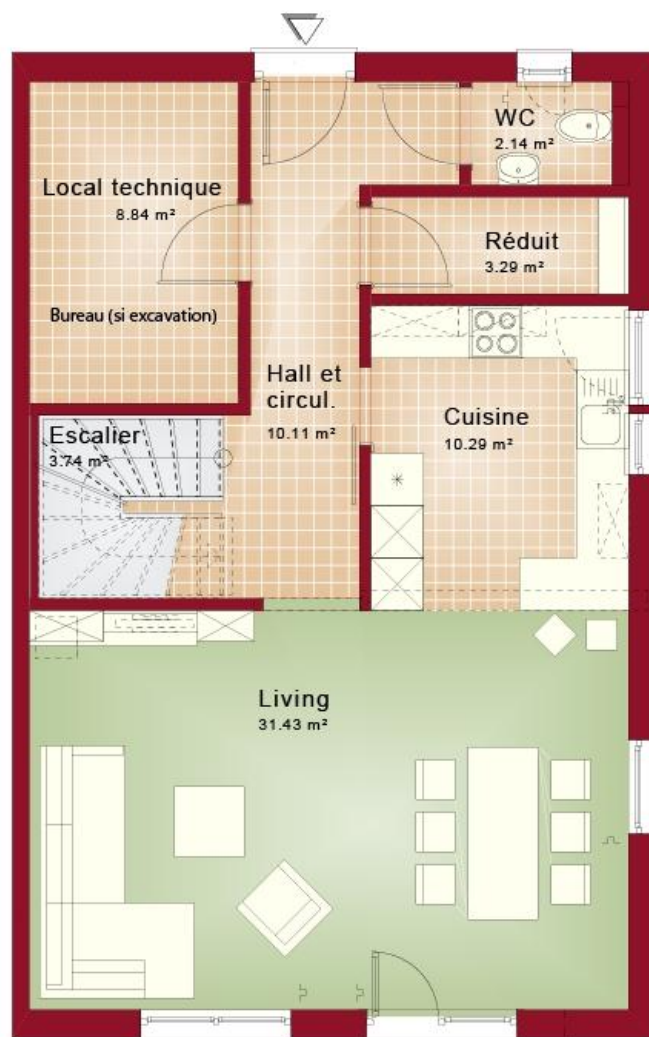 WC
2.14 m²
Local technique
8.84 m²
Réduit
3.29 m²
Bureau (si excavation)
Hall et
circul.
10.11 m²
Cuisine
10.29 m²
Escalier
3.74 m²
Living
31.43 m²